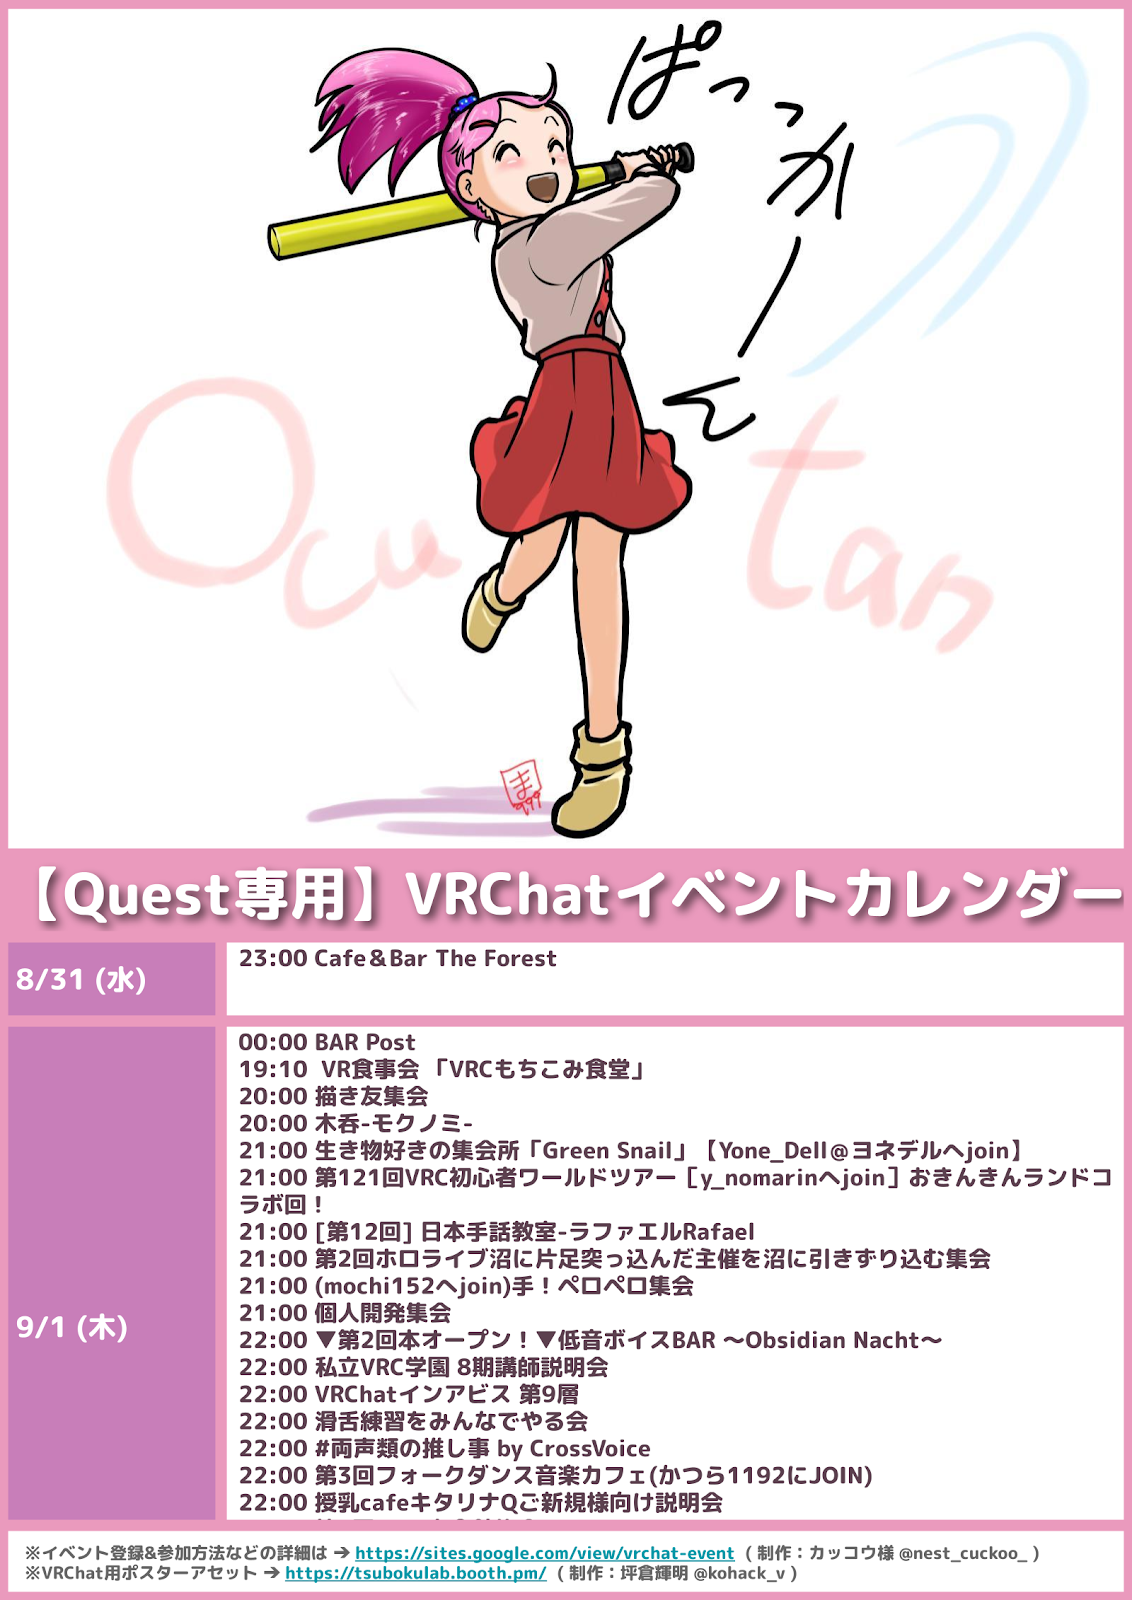 ぱっっかーん
Ocutan
ま
999
【Quest専用】VRChatイベントカレンダー
8/31 (水)
23:00 Cafe&Bar The Forest
9/1 (木)
00:00 BAR Post
19:10 VR食事会 「VRCもちこみ食堂」
20:00 描き友集会
20:00 木呑-モクノミ-
21:00 生き物好きの集会所「Green Snail」【Yone_Dell@ヨネデルへjoin】
21:00 第121回VRC初心者ワールドツアー［y_nomarinへjoin］おきんきんランドコ
ラボ回！
21:00 [第12回] 日本手話教室-ラファエルRafael
21:00 第2回ホロライブ沼に片足突っ込んだ主催を沼に引きずり込む集会
21:00 (mochi152へjoin)手！ペロペロ集会
21:00 個人開発集会
22:00 ▼第2回本オープン！▼低音ボイスBAR ～Obsidian Nacht～
22:00 私立VRC学園 8期講師説明会
22:00 VRChatインアビス 第9層
22:00 滑舌練習をみんなでやる会
22:00 #両声類の推し事 by CrossVoice
22:00 第3回フォークダンス音楽カフェ(かつら1192にJOIN)
22:00 授乳cafeキタリナQご新規様向け説明会
※イベント登録&参加方法などの詳細は ➔ https://sites.google.com/view/vrchat-event ( 制作：カッコウ様 @nest_cuckoo_ )
※VRChat用ポスターアセット ➔ https://tsubokulab.booth.pm/ ( 制作：坪倉輝明 @kohack_v )